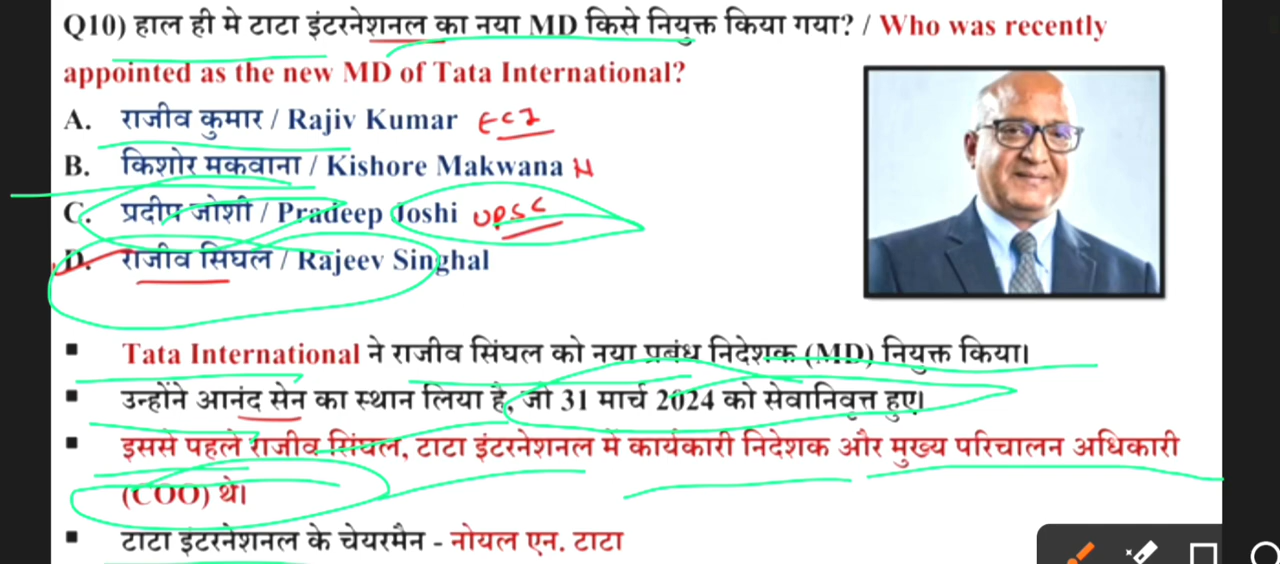 Q10) हाल ही मे टाटा इंटरनेशनल का नया MD किसे नियुक्त किया गया? / Who was recently
appointed as the new MD of Tata International?
A. राजीव कुमार / Rajiv Kumar ECI
B. किशोर मकवाना / Kishore Makwana N
C. प्रदीप जोशी / Pradeep Joshi UPSC
D. राजीव सिंघल / Rajeev Singhal
▪ Tata International ने राजीव सिंघल को नया प्रबंध निदेशक (MD) नियुक्त किया।
▪ उन्होंने आनंद सेन का स्थान लिया है, जो 31 मार्च 2024 को सेवानिवृत्त हुए।
▪ इससे पहले राजीव सिंघल, टाटा इंटरनेशनल में कार्यकारी निदेशक और मुख्य परिचालन अधिकारी
(COO) थे।
▪ टाटा इंटरनेशनल के चेयरमैन - नोयल एन. टाटा